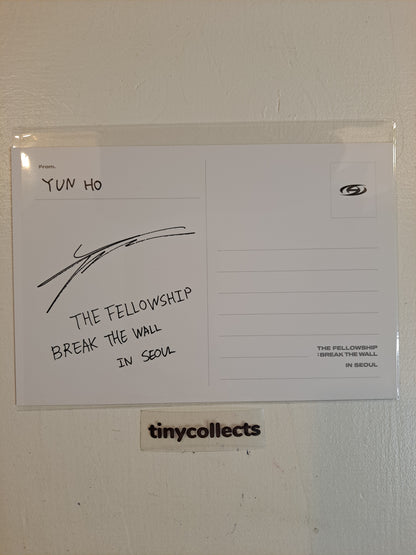 From.
YUN HO
THE FELLOWSHIP
BREAK THE WALL
IN SEOUL
THE FELLOWSHIP
:BREAK THE WALL
IN SEOUL
tinycollects